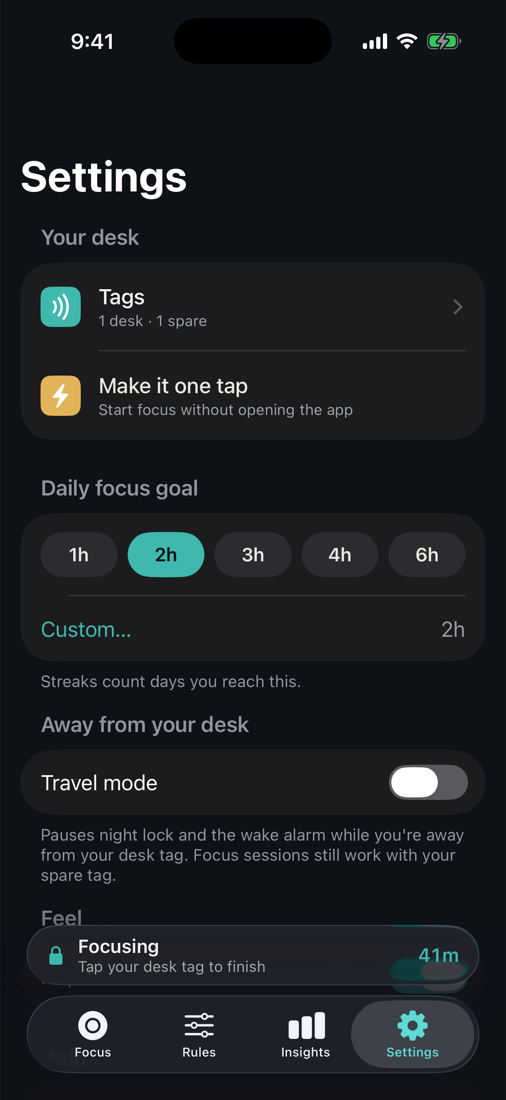 9:41
Settings
Your desk
Tags
1 desk · 1 spare
Make it one tap
Start focus without opening the app
Daily focus goal
1h 2h 3h 4h 6h
Custom... 2h
Streaks count days you reach this.
Away from your desk
Travel mode
Pauses night lock and the wake alarm while you're away
from your desk tag. Focus sessions still work with your
spare tag.
Feel
Focusing
Tap your desk tag to finish
41m
Focus Rules Insights Settings